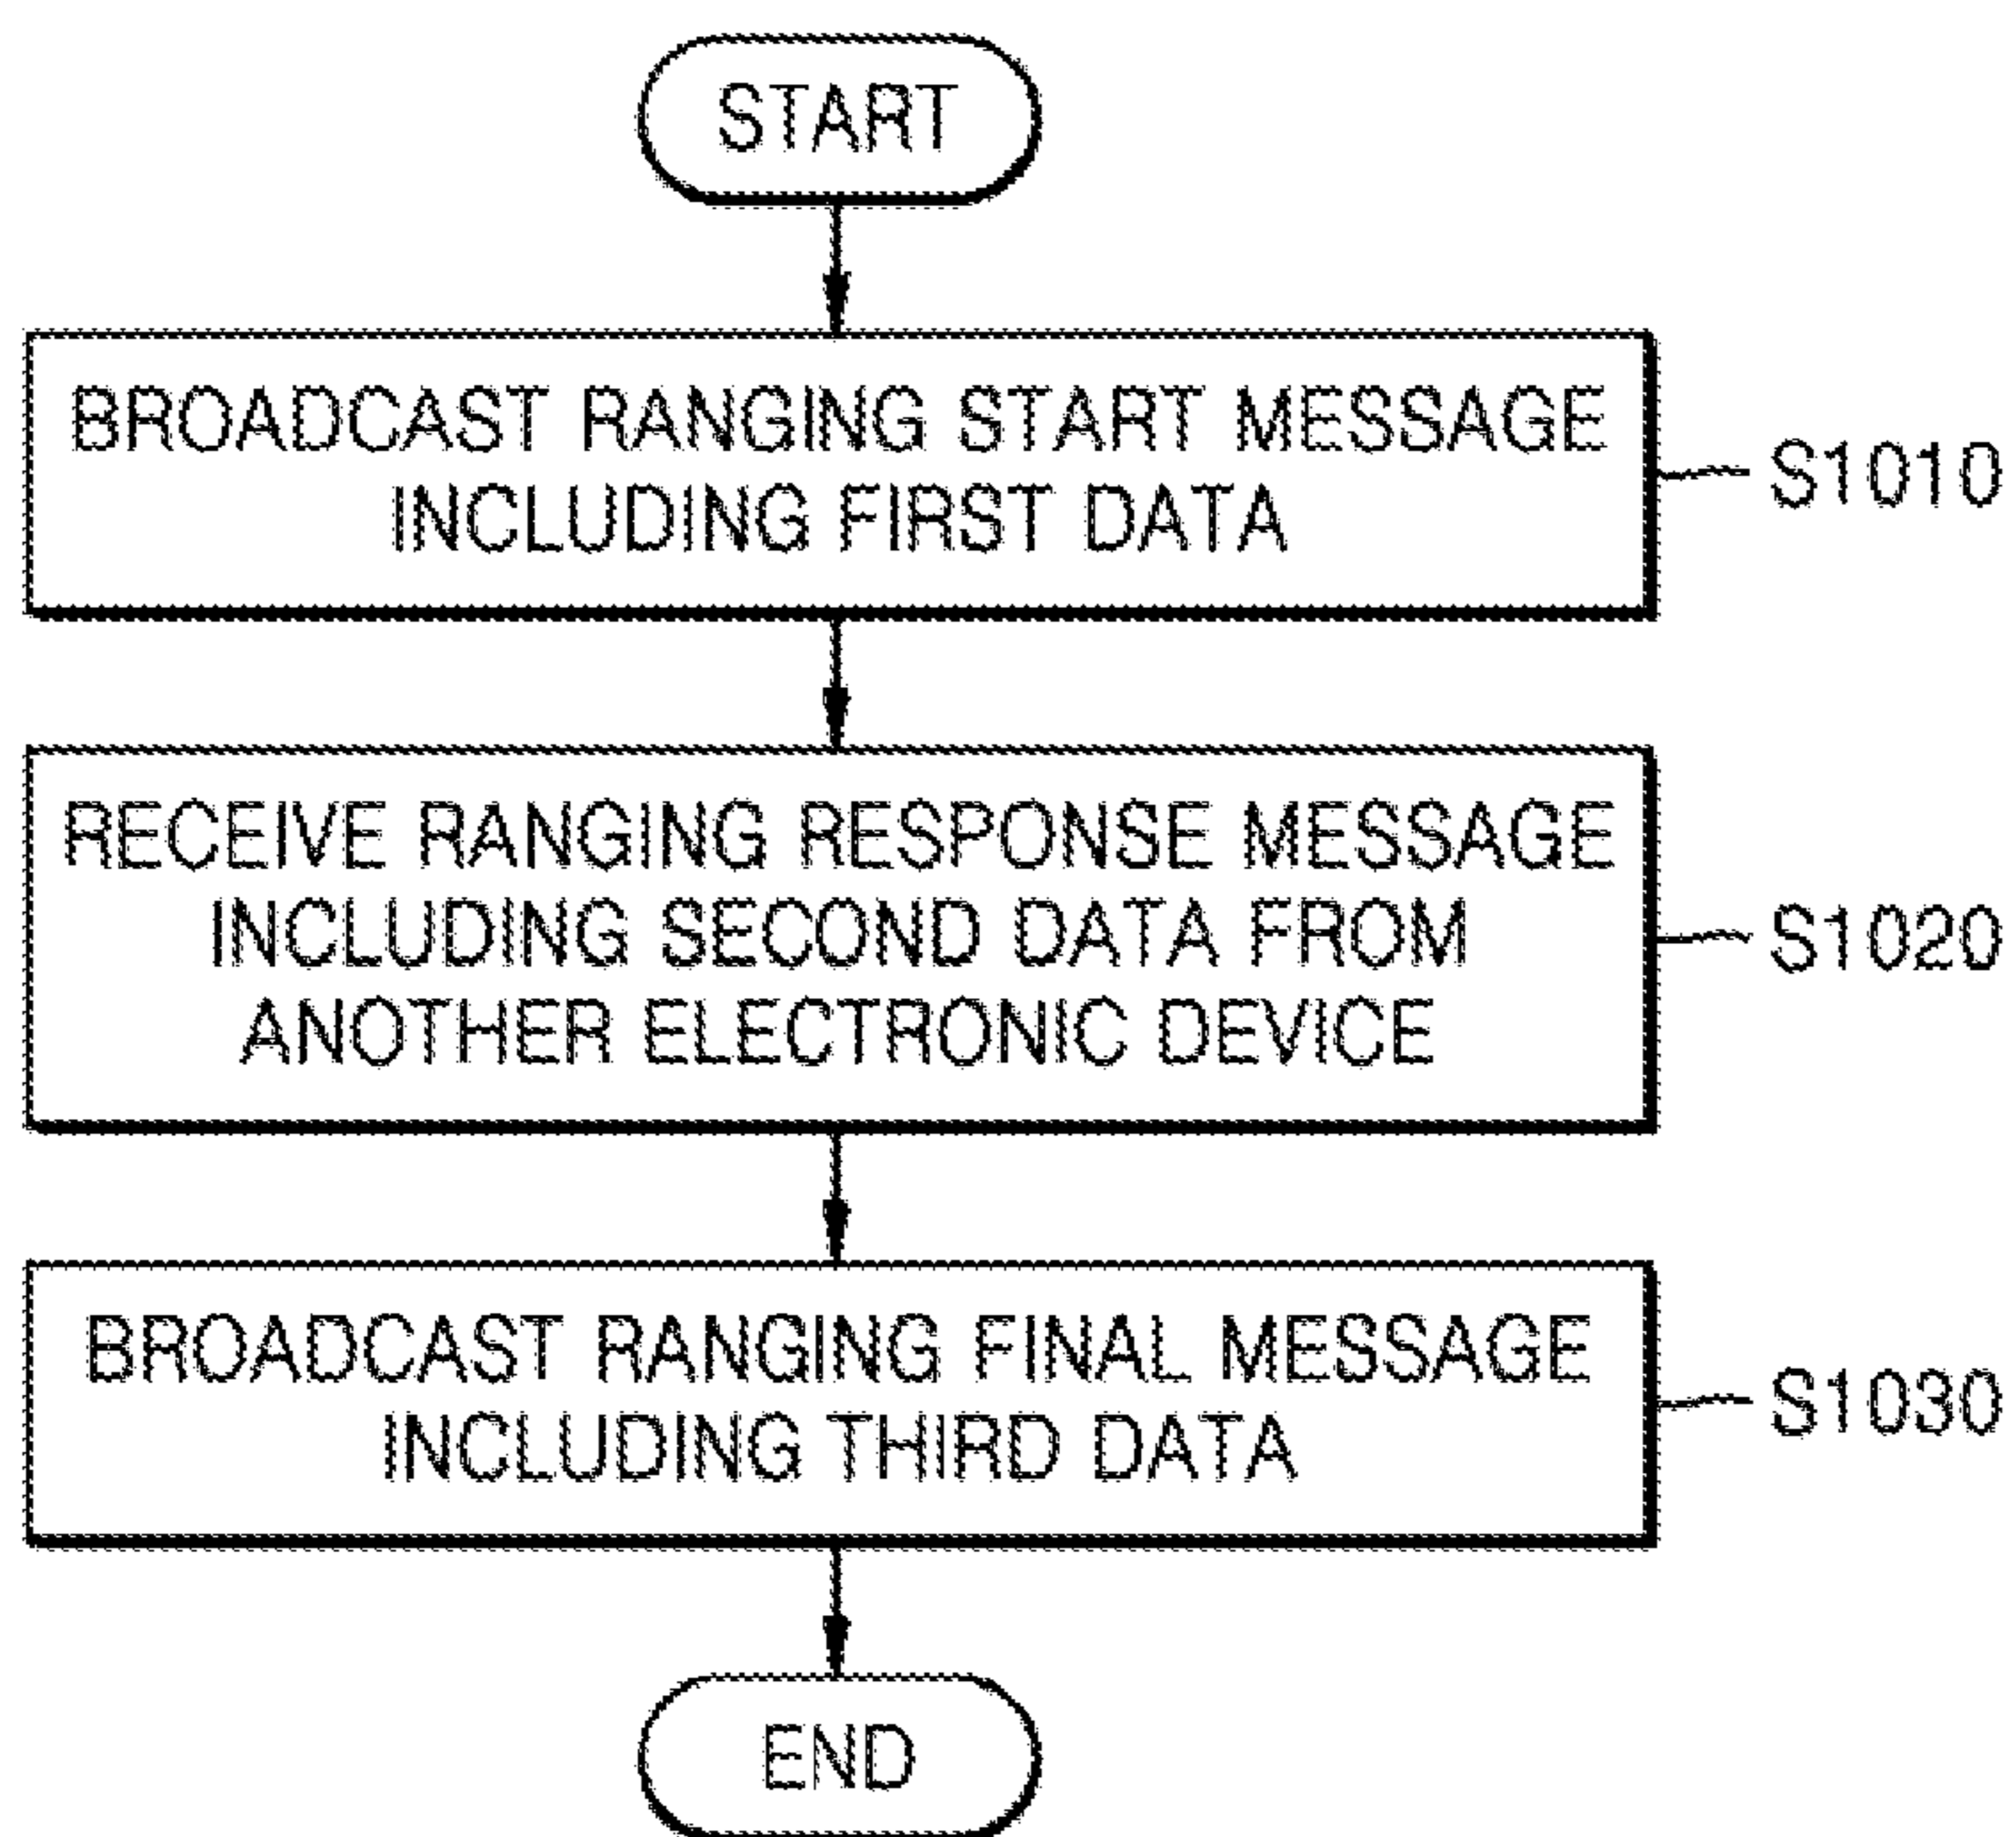 START
BROADCAST RANGING START MESSAGE
INCLUDING FIRST DATA
S1010
RECEIVE RANGING RESPONSE MESSAGE
INCLUDING SECOND DATA FROM
ANOTHER ELECTRONIC DEVICE
S1020
BROADCAST RANGING FINAL MESSAGE
INCLUDING THIRD DATA
S1030
END